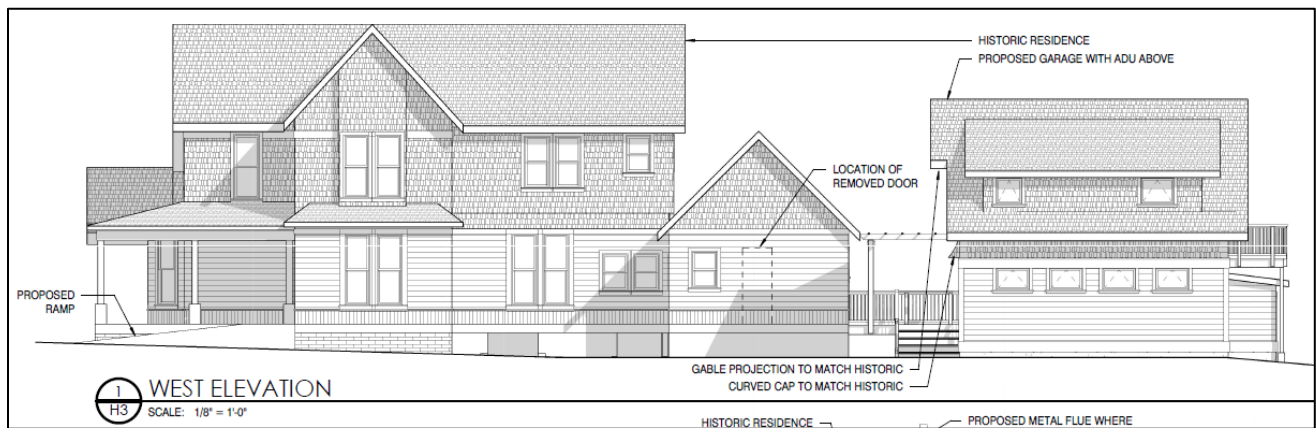 HISTORIC RESIDENCE
PROPOSED GARAGE WITH ADU ABOVE
LOCATION OF
REMOVED DOOR
PROPOSED
RAMP
GABLE PROJECTION TO MATCH HISTORIC
CURVED CAP TO MATCH HISTORIC
1
H3
WEST ELEVATION
SCALE: 1/8" = 1'-0"
HISTORIC RESIDENCE
PROPOSED METAL FLUE WHERE